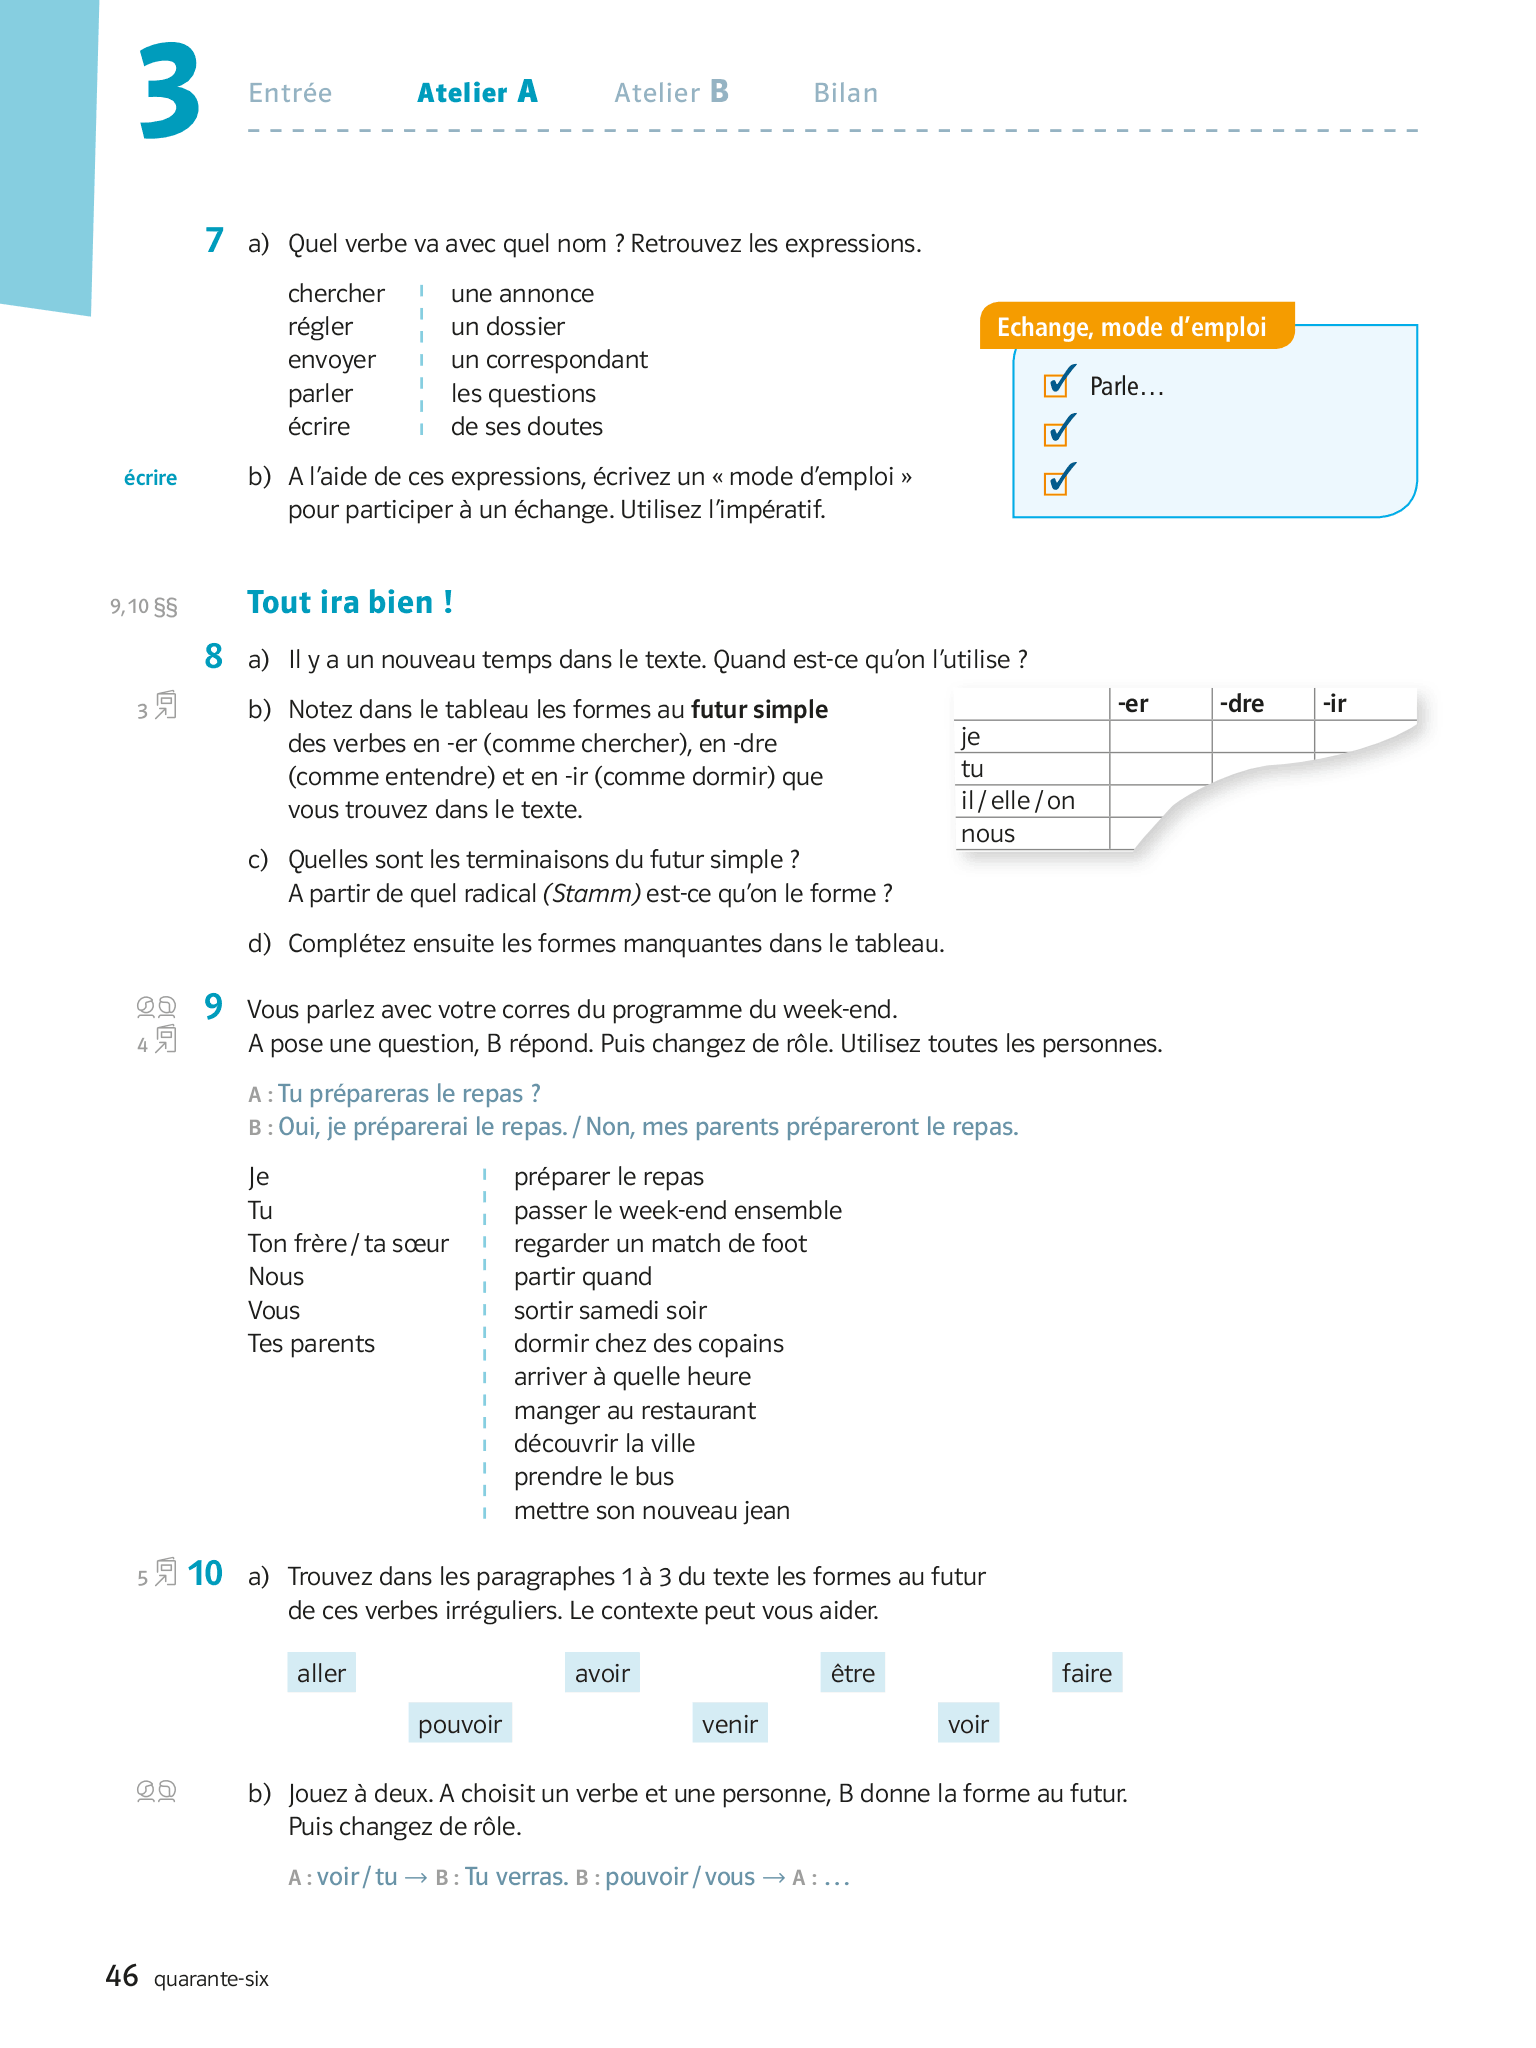 3
Entrée Atelier A Atelier B Bilan
7 a) Quel verbe va avec quel nom ? Retrouvez les expressions.
chercher une annonce
régler un dossier
envoyer un correspondant
parler les questions
écrire de ses doutes
Echange, mode d’emploi
Parle…
écrire b) A l’aide de ces expressions, écrivez un « mode d’emploi »
pour participer à un échange. Utilisez l’impératif.
9,10 §§ Tout ira bien !
8 a) Il y a un nouveau temps dans le texte. Quand est-ce qu’on l’utilise ?
3 b) Notez dans le tableau les formes au futur simple
des verbes en -er (comme chercher), en -dre
(comme entendre) et en -ir (comme dormir) que
vous trouvez dans le texte.
-er -dre -ir
je
tu
il / elle / on
nous
c) Quelles sont les terminaisons du futur simple ?
A partir de quel radical (Stamm) est-ce qu’on le forme ?
d) Complétez ensuite les formes manquantes dans le tableau.
9 Vous parlez avec votre corres du programme du week-end.
4 A pose une question, B répond. Puis changez de rôle. Utilisez toutes les personnes.
A : Tu prépareras le repas ?
B : Oui, je préparerai le repas. / Non, mes parents prépareront le repas.
Je préparer le repas
Tu passer le week-end ensemble
Ton frère / ta sœur regarder un match de foot
Nous partir quand
Vous sortir samedi soir
Tes parents dormir chez des copains
arriver à quelle heure
manger au restaurant
découvrir la ville
prendre le bus
mettre son nouveau jean
5 10 a) Trouvez dans les paragraphes 1 à 3 du texte les formes au futur
de ces verbes irréguliers. Le contexte peut vous aider.
aller avoir être faire
pouvoir venir voir
b) Jouez à deux. A choisit un verbe et une personne, B donne la forme au futur.
Puis changez de rôle.
A : voir / tu → B : Tu verras. B : pouvoir / vous → A : …
46 quarante-six